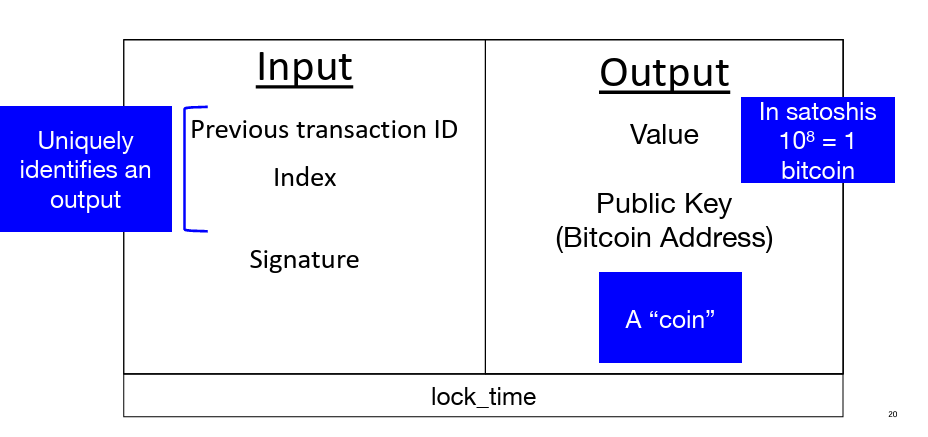 Input
Output
Uniquely
identifies an
output
Previous transaction ID
Index
Signature
Value
In satoshis
10⁸ = 1
bitcoin
Public Key
(Bitcoin Address)
A “coin”
lock_time
20